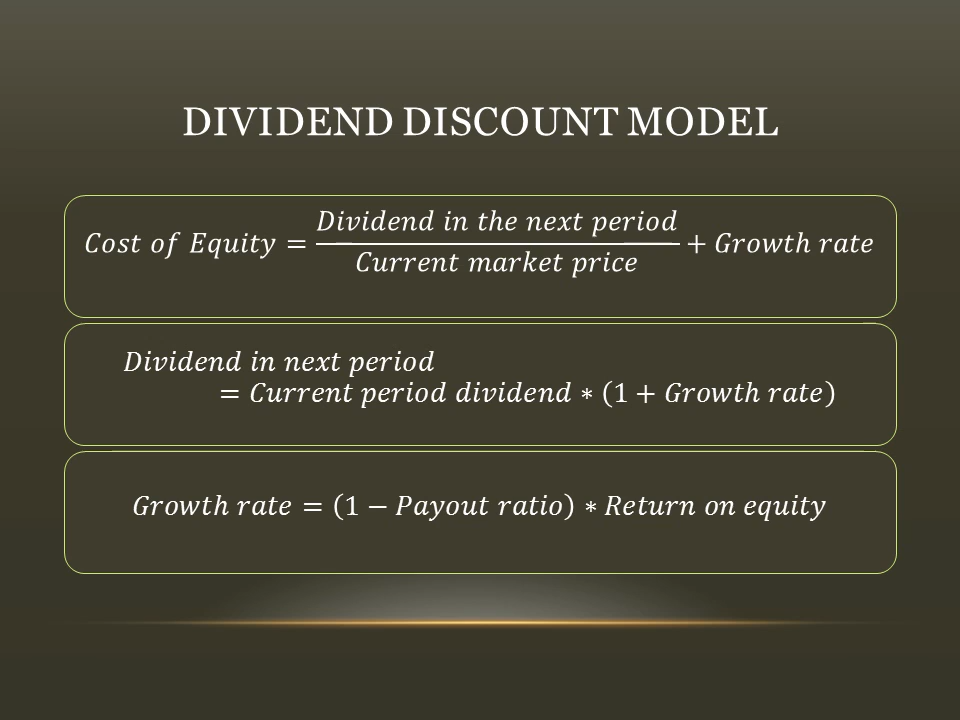 DIVIDEND DISCOUNT MODEL
Cost of Equity = Dividend in the next period / Current market price + Growth rate
Dividend in next period
= Current period dividend ∗ (1 + Growth rate)
Growth rate = (1 − Payout ratio) ∗ Return on equity